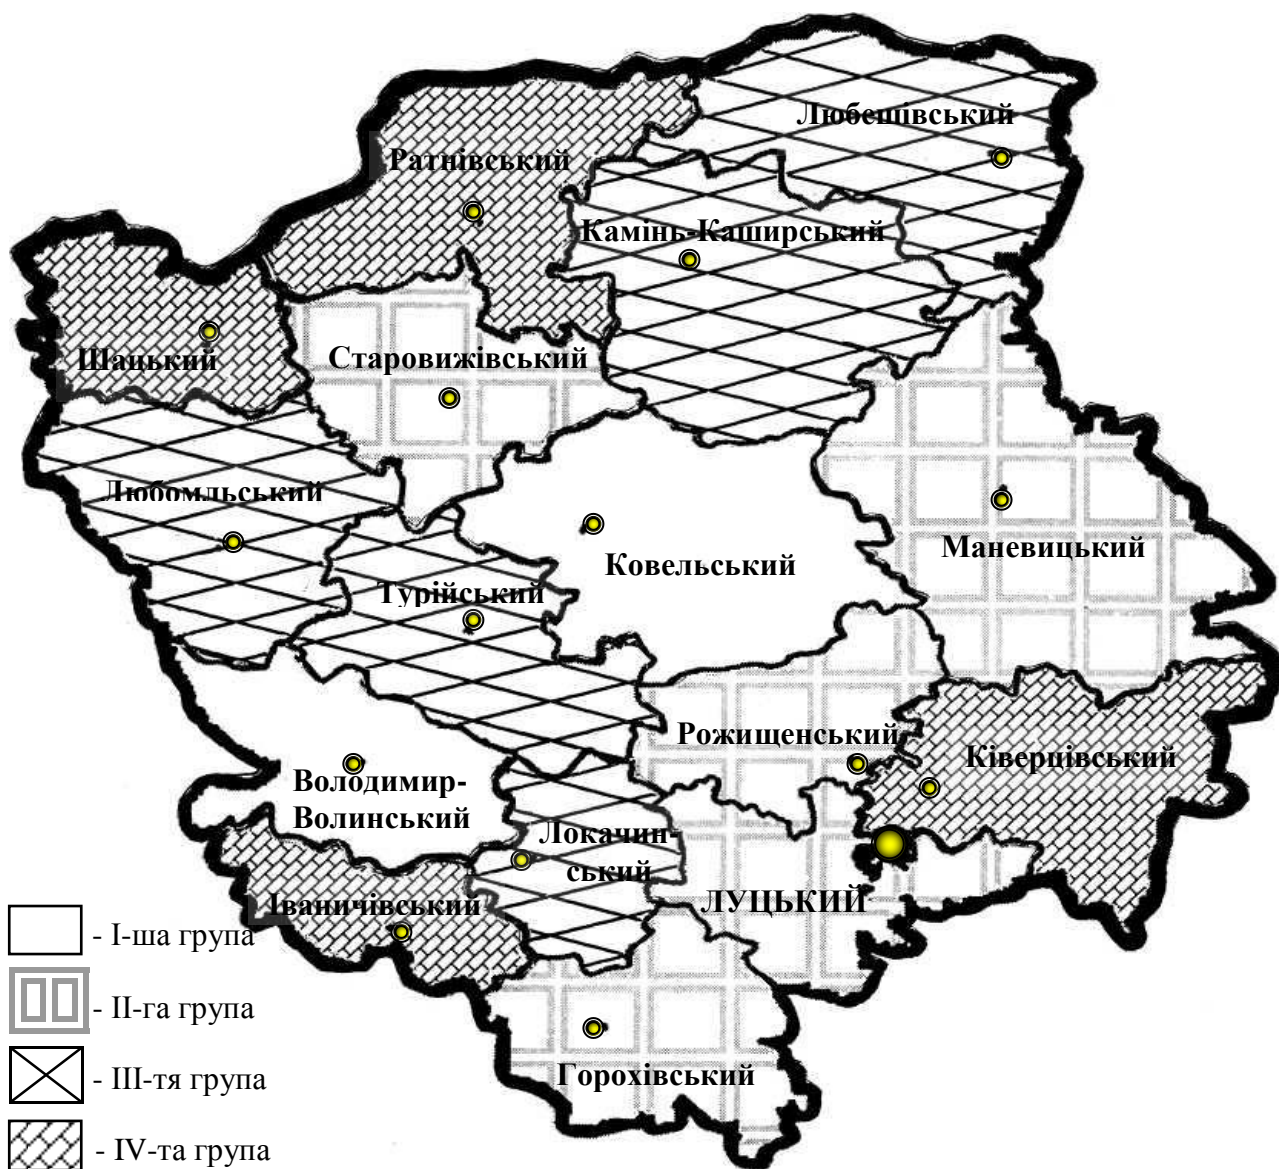 Любешівський
Ратнівський
Камінь-Каширський
Шацький
Старовижівський
Любомльський
Маневицький
Ковельський
Турійський
Рожищенський
Ківерцівський
Володимир-
Волинський
Локачин-
ський
ЛУЦЬКИЙ
Іваничівський
Горохівський
- І-ша група
- ІІ-га група
- ІІІ-тя група
- IV-та група